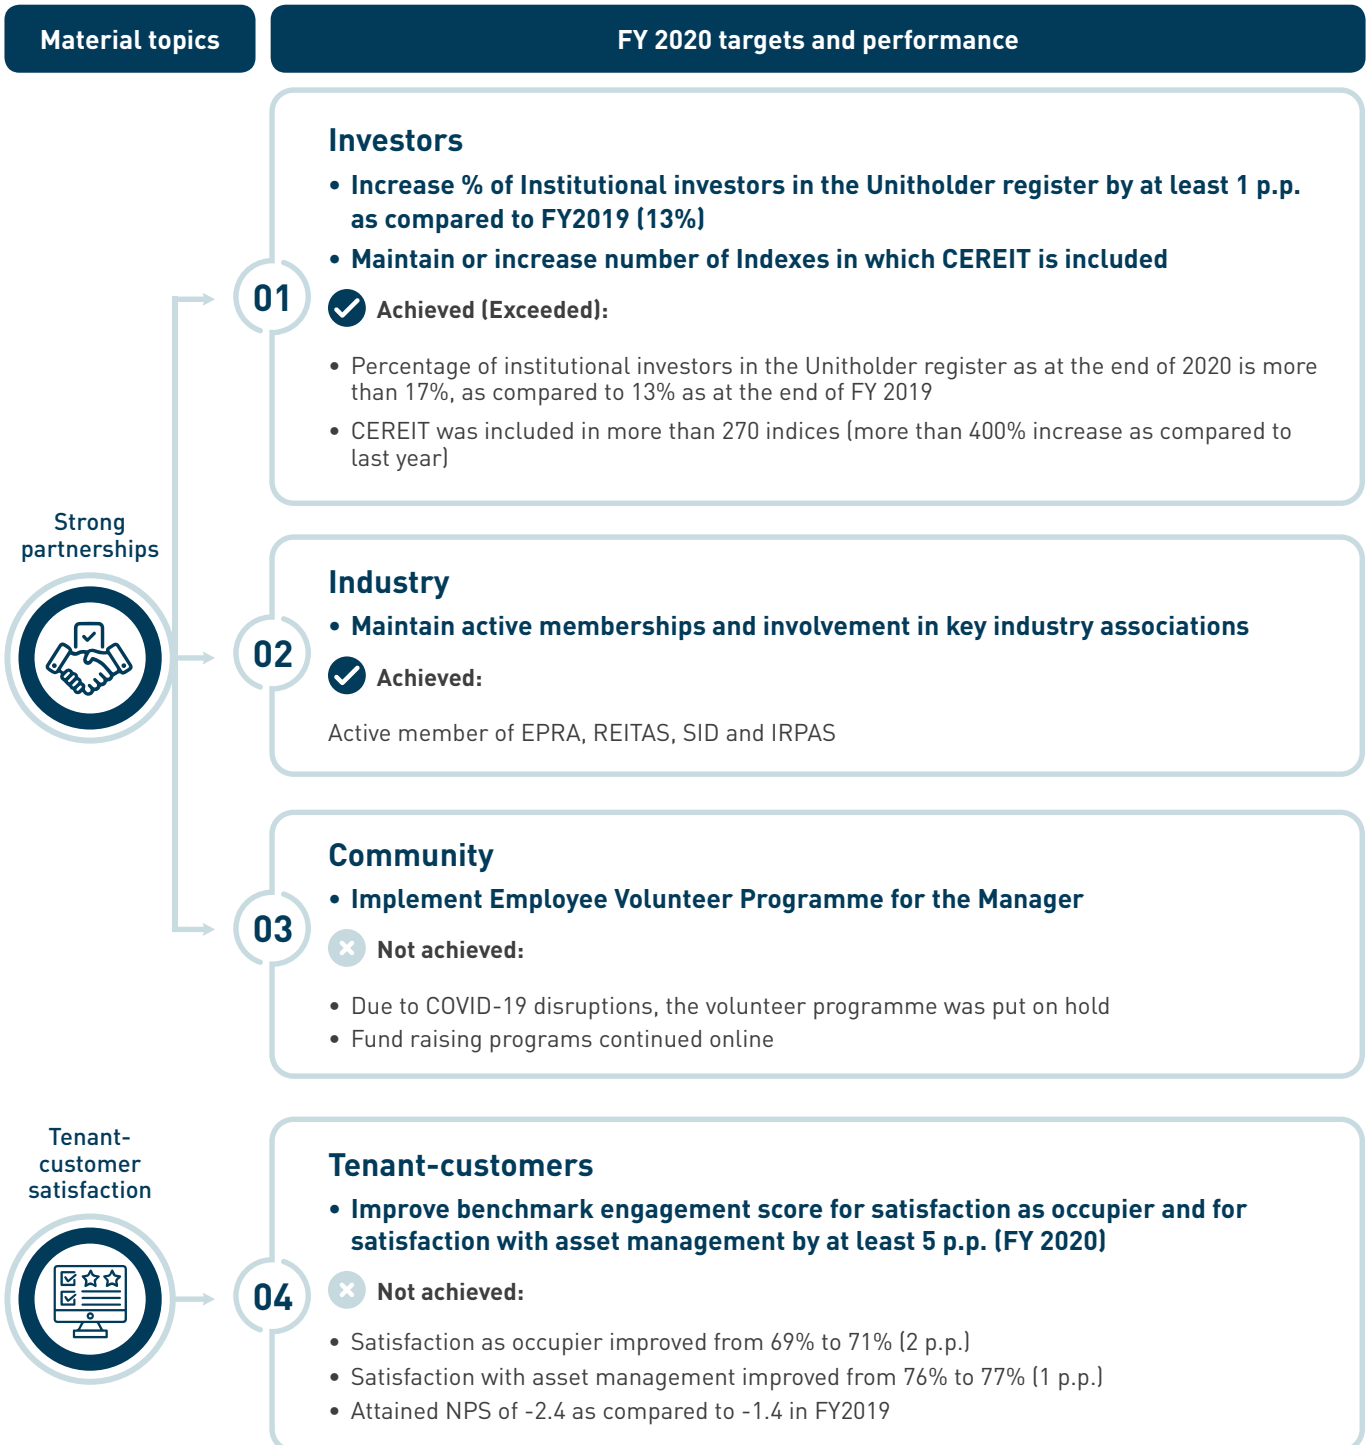 Material topics
FY 2020 targets and performance
Investors
• Increase % of Institutional investors in the Unitholder register by at least 1 p.p.
as compared to FY2019 (13%)
• Maintain or increase number of Indexes in which CEREIT is included
01
Achieved (Exceeded):
• Percentage of institutional investors in the Unitholder register as at the end of 2020 is more
than 17%, as compared to 13% as at the end of FY 2019
• CEREIT was included in more than 270 indices (more than 400% increase as compared to
last year)
Strong
partnerships
Industry
• Maintain active memberships and involvement in key industry associations
02
Achieved:
Active member of EPRA, REITAS, SID and IRPAS
Community
• Implement Employee Volunteer Programme for the Manager
03
Not achieved:
• Due to COVID-19 disruptions, the volunteer programme was put on hold
• Fund raising programs continued online
Tenant-
customer
satisfaction
Tenant-customers
• Improve benchmark engagement score for satisfaction as occupier and for
satisfaction with asset management by at least 5 p.p. (FY 2020)
04
Not achieved:
• Satisfaction as occupier improved from 69% to 71% (2 p.p.)
• Satisfaction with asset management improved from 76% to 77% (1 p.p.)
• Attained NPS of -2.4 as compared to -1.4 in FY2019